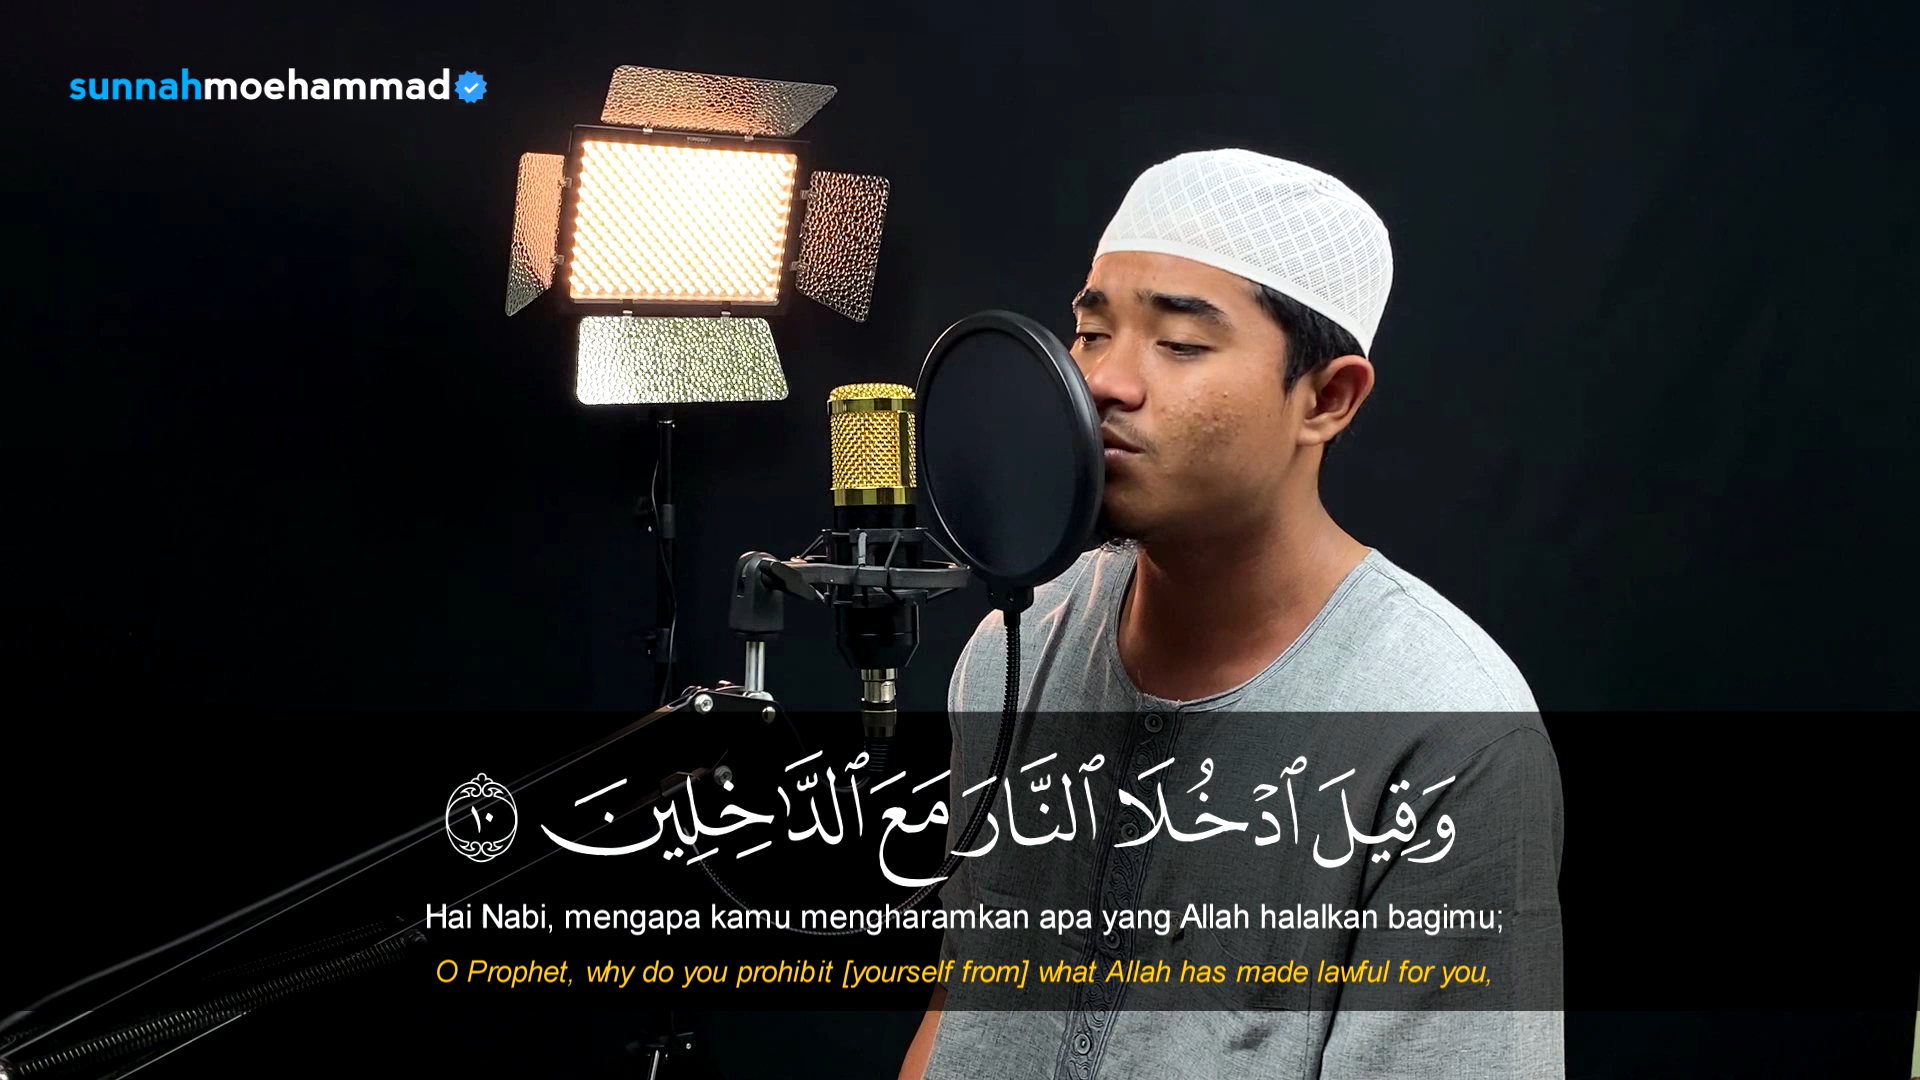 sunnahmoehammad
وَقِيلَ ٱدْخُلَا ٱلنَّارَ مَعَ ٱلدَّٰخِلِينَ ١٠
Hai Nabi, mengapa kamu mengharamkan apa yang Allah halalkan bagimu;
O Prophet, why do you prohibit [yourself from] what Allah has made lawful for you,